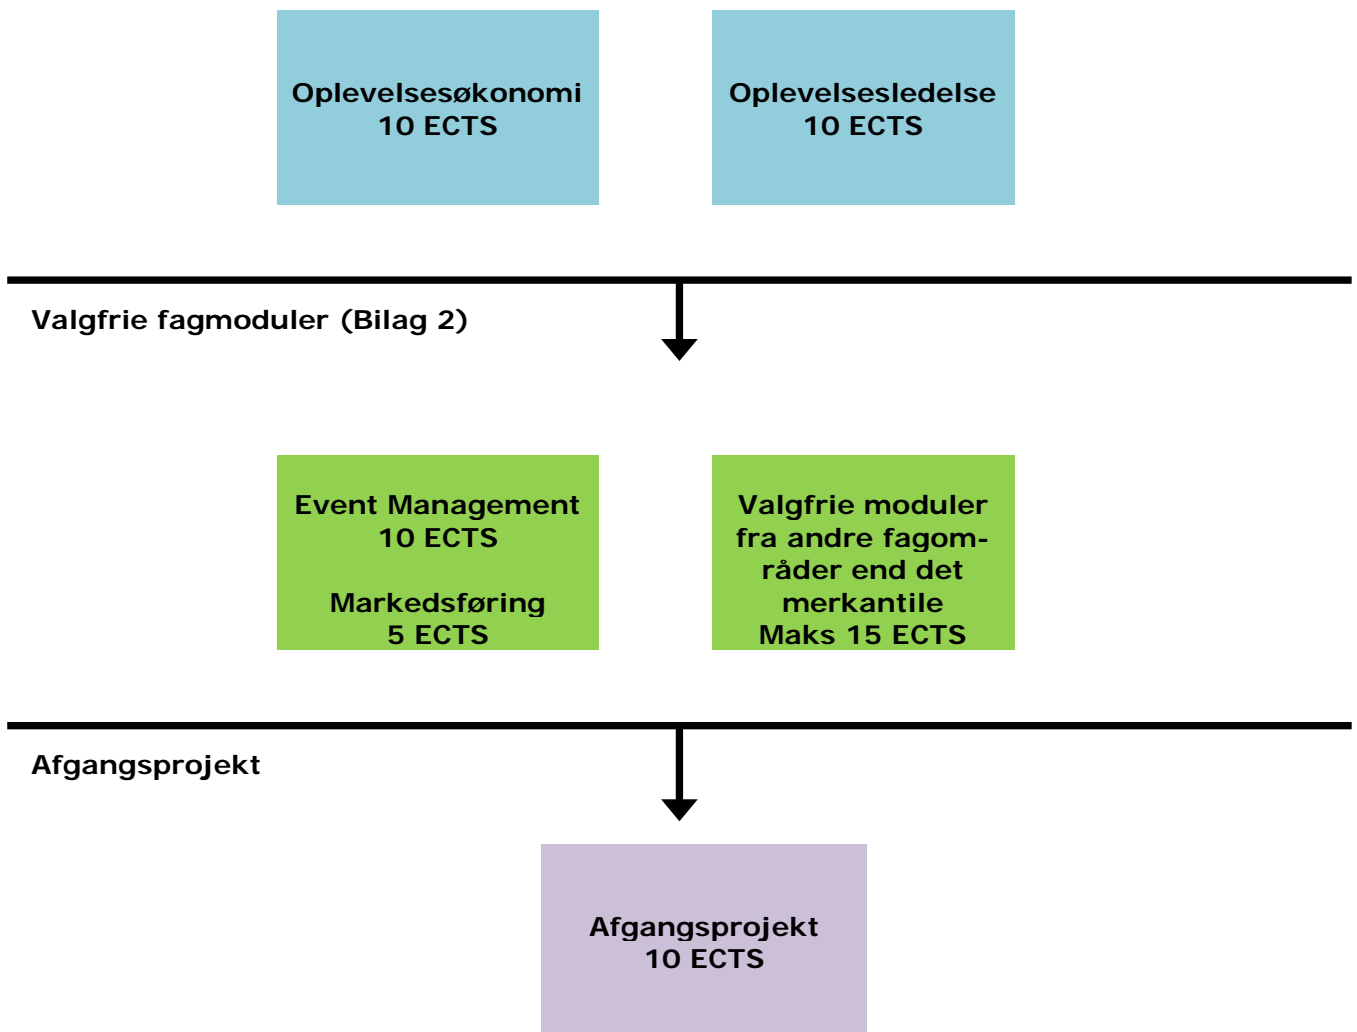 Oplevelsesøkonomi
10 ECTS
Oplevelsesledelse
10 ECTS
Valgfrie fagmoduler (Bilag 2)
Event Management
10 ECTS
Markedsføring
5 ECTS
Valgfrie moduler
fra andre fagom-
råder end det
merkantile
Maks 15 ECTS
Afgangsprojekt
Afgangsprojekt
10 ECTS